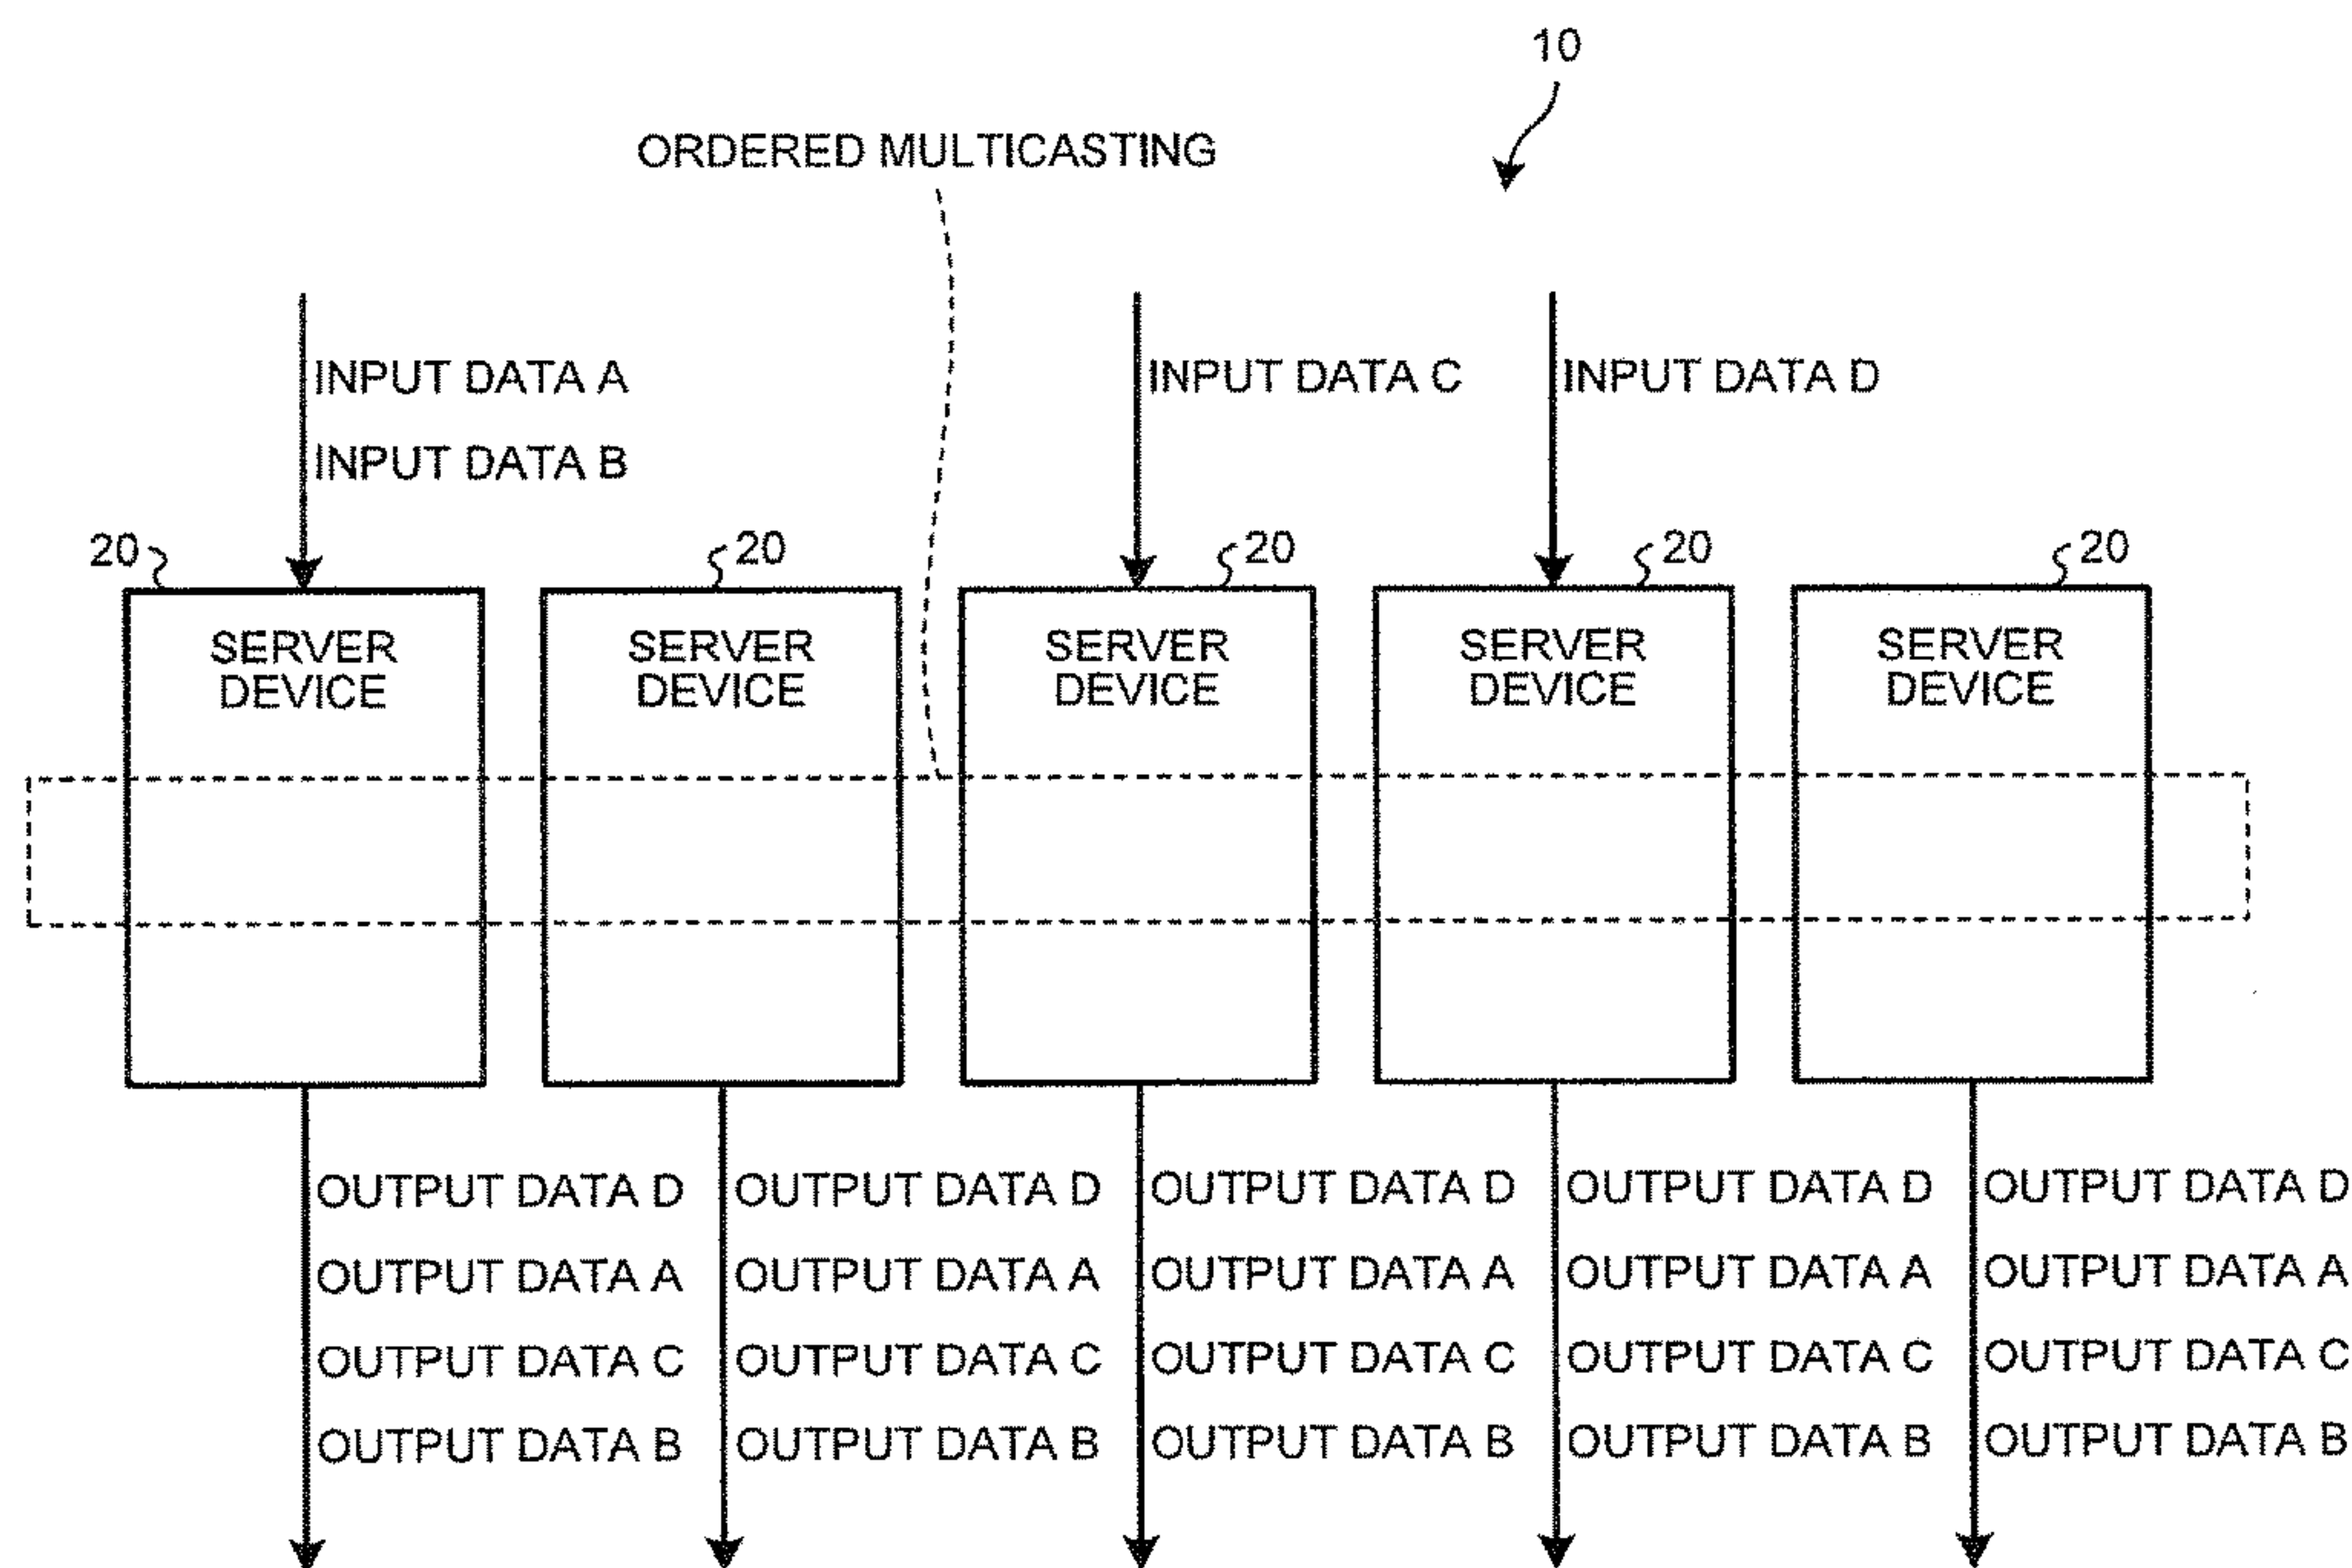 10
ORDERED MULTICASTING
INPUT DATA A
INPUT DATA C
INPUT DATA D
INPUT DATA B
20
20
20
20
20
SERVER DEVICE
SERVER DEVICE
SERVER DEVICE
SERVER DEVICE
SERVER DEVICE
OUTPUT DATA D
OUTPUT DATA D
OUTPUT DATA D
OUTPUT DATA D
OUTPUT DATA D
OUTPUT DATA A
OUTPUT DATA A
OUTPUT DATA A
OUTPUT DATA A
OUTPUT DATA A
OUTPUT DATA C
OUTPUT DATA C
OUTPUT DATA C
OUTPUT DATA C
OUTPUT DATA C
OUTPUT DATA B
OUTPUT DATA B
OUTPUT DATA B
OUTPUT DATA B
OUTPUT DATA B